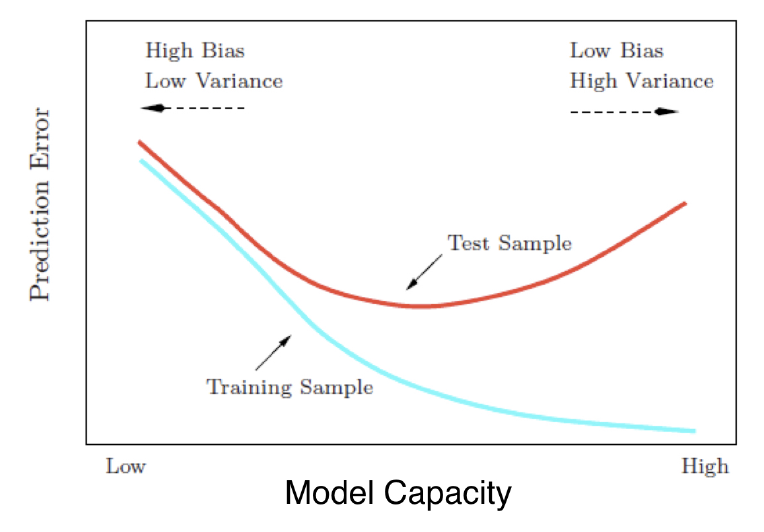 High Bias
Low Variance
Low Bias
High Variance
Prediction Error
Test Sample
Training Sample
Low
High
Model Capacity